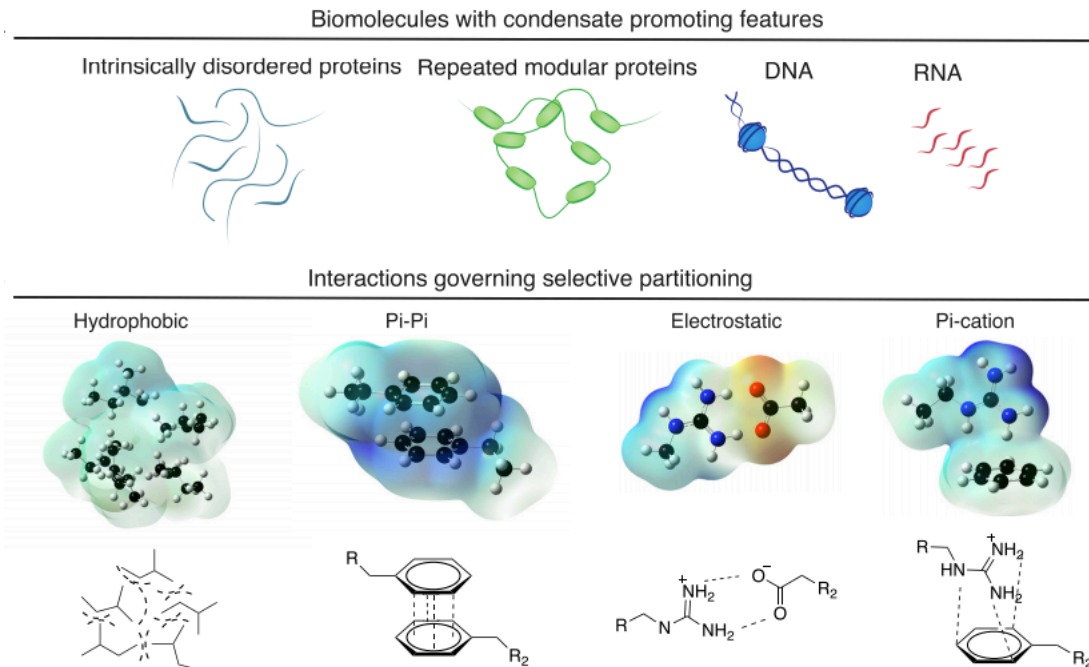 Biomolecules with condensate promoting features
Intrinsically disordered proteins Repeated modular proteins DNA RNA
Interactions governing selective partitioning
Hydrophobic Pi-Pi Electrostatic Pi-cation
R
R2
+
NH2
R N NH2
O−
O
R2
R
+
NH2
HN
NH2
R2